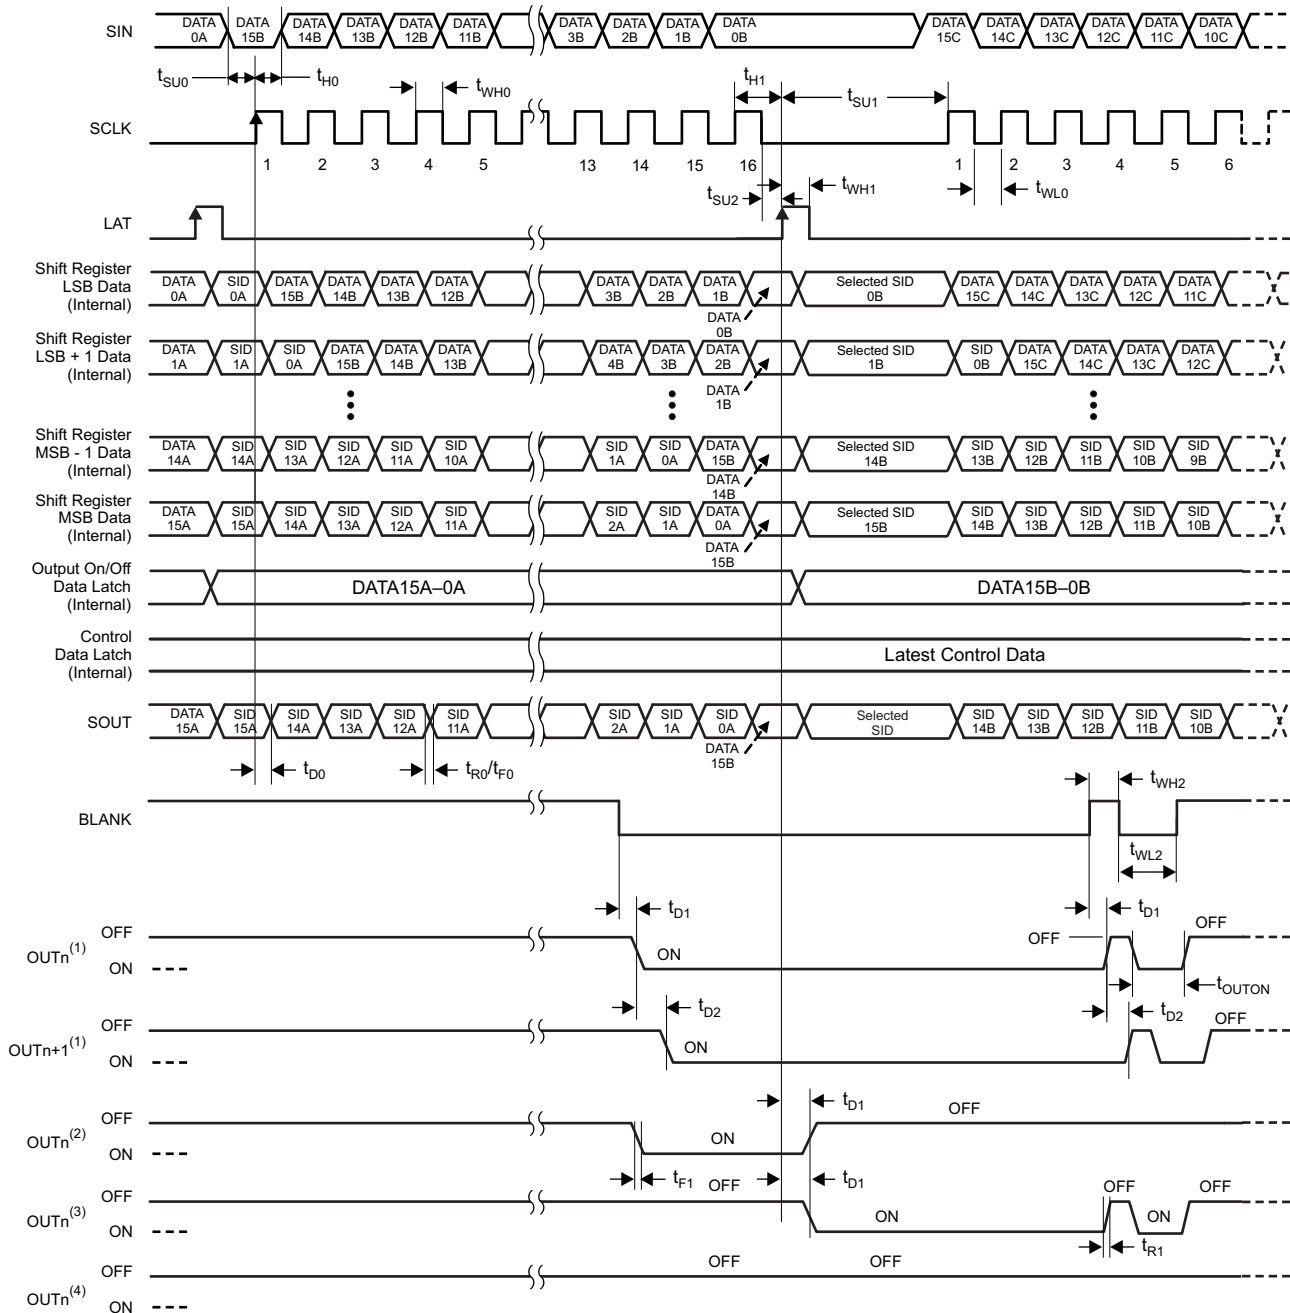 SIN
DATA 0A
DATA 15B
DATA 14B
DATA 13B
DATA 12B
DATA 11B
DATA 3B
DATA 2B
DATA 1B
DATA 0B
DATA 15C
DATA 14C
DATA 13C
DATA 12C
DATA 11C
DATA 10C
tSU0
tH0
tWH0
tH1
tSU1
SCLK
1 2 3 4 5 13 14 15 16 1 2 3 4 5 6
tSU2
tWH1
tWL0
LAT
Shift Register
LSB Data
(Internal)
DATA 0A
SID 0A
DATA 15B
DATA 14B
DATA 13B
DATA 12B
DATA 3B
DATA 2B
DATA 1B
DATA 0B
Selected SID 0B
DATA 15C
DATA 14C
DATA 13C
DATA 12C
DATA 11C
Shift Register
LSB + 1 Data
(Internal)
DATA 1A
SID 1A
SID 0A
DATA 15B
DATA 14B
DATA 13B
DATA 4B
DATA 3B
DATA 2B
DATA 1B
Selected SID 1B
SID 0B
DATA 15C
DATA 14C
DATA 13C
DATA 12C
Shift Register
MSB - 1 Data
(Internal)
DATA 14A
SID 14A
SID 13A
SID 12A
SID 11A
SID 10A
SID 1A
SID 0A
DATA 15B
DATA 14B
Selected SID 14B
SID 13B
SID 12B
SID 11B
SID 10B
SID 9B
Shift Register
MSB Data
(Internal)
DATA 15A
SID 15A
SID 14A
SID 13A
SID 12A
SID 11A
SID 2A
SID 1A
DATA 0A
DATA 15B
Selected SID 15B
SID 14B
SID 13B
SID 12B
SID 11B
SID 10B
Output On/Off
Data Latch
(Internal)
DATA15A–0A
DATA15B–0B
Control
Data Latch
(Internal)
Latest Control Data
SOUT
DATA 15A
SID 15A
SID 14A
SID 13A
SID 12A
SID 11A
SID 2A
SID 1A
SID 0A
DATA 15B
Selected SID
SID 14B
SID 13B
SID 12B
SID 11B
SID 10B
tD0
tR0/tF0
BLANK
tWH2
tWL2
tD1
tD1
OUTn(1)
OFF
ON
ON
OFF
OFF
tOUTON
tD2
tD2
OUTn+1(1)
OFF
ON
ON
OFF
OUTn(2)
OFF
ON
ON
tD1
OFF
tF1
OUTn(3)
OFF
ON
OFF
tD1
ON
OFF
ON
OFF
tR1
OUTn(4)
OFF
ON
OFF
OFF